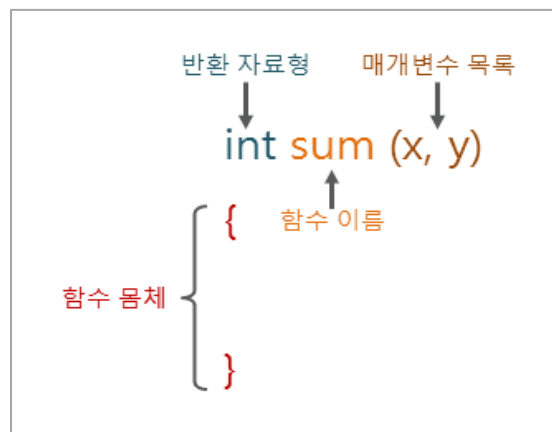 반환 자료형 매개변수 목록
int sum (x, y)
{ 함수 이름
함수 몸체
}